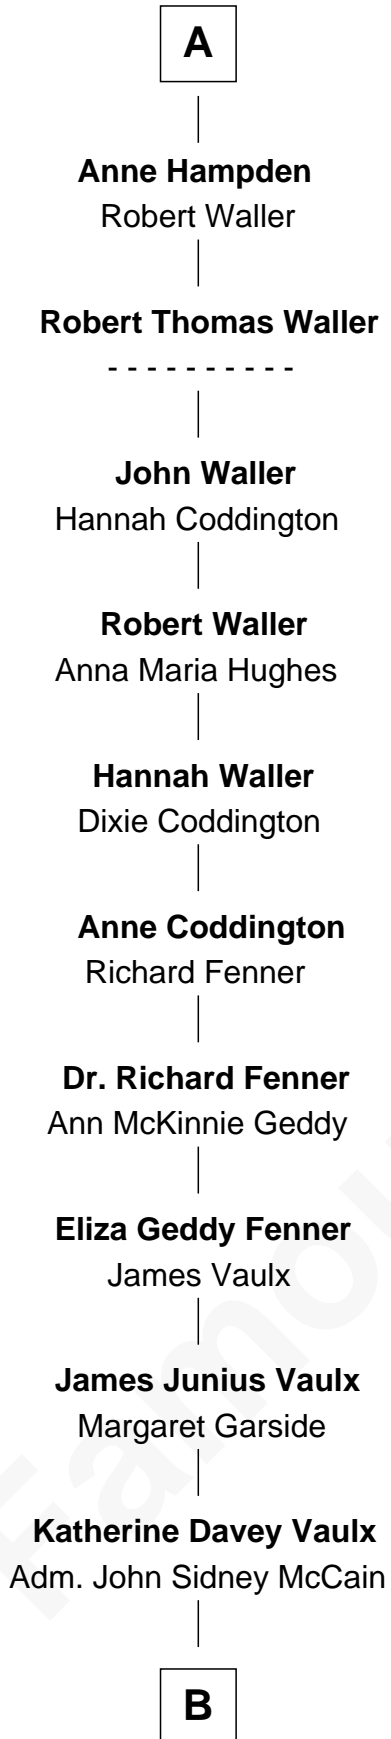 A
Anne Hampden
Robert Waller
Robert Thomas Waller
- - - - - - - - - -
John Waller
Hannah Coddington
Robert Waller
Anna Maria Hughes
Hannah Waller
Dixie Coddington
Anne Coddington
Richard Fenner
Dr. Richard Fenner
Ann McKinnie Geddy
Eliza Geddy Fenner
James Vaulx
James Junius Vaulx
Margaret Garside
Katherine Davey Vaulx
Adm. John Sidney McCain
B
Famou